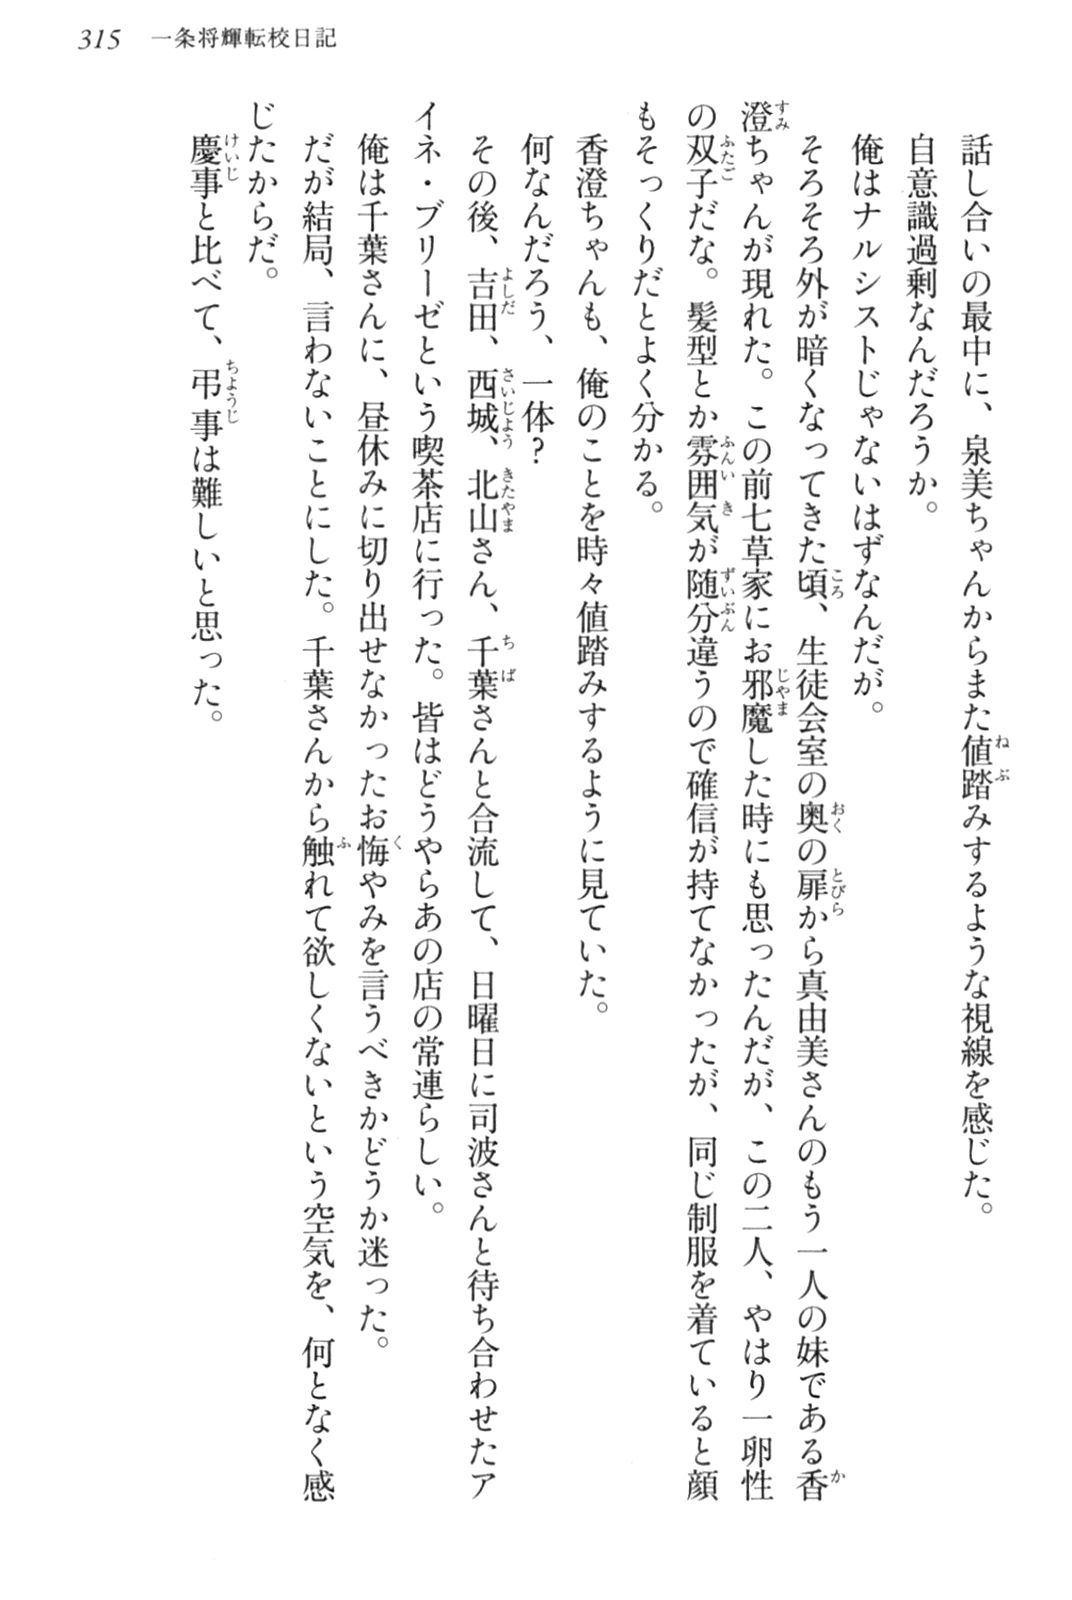 315 一条将輝転校日記
話し合いの最中に、泉美ちゃんからまた値踏みするような視線を感じた。
自意識過剰なんだろうか。
俺はナルシストじゃないはずなんだが。
そろそろ外が暗くなってきた頃、生徒会室の奥の扉から真由美さんのもう一人の妹である香
澄ちゃんが現れた。この前七草家にお邪魔した時にも思ったんだが、この二人、やはり一卵性
の双子だな。髪型とか雰囲気が随分違うので確信が持てなかったが、同じ制服を着ていると顔
もそっくりだとよく分かる。
香澄ちゃんも、俺のことを時々値踏みするように見ていた。
何なんだろう、一体?
その後、吉田、西城、北山さん、千葉さんと合流して、日曜日に司波さんと待ち合わせたア
イネ・ブリーゼという喫茶店に行った。皆はどうやらあの店の常連らしい。
俺は千葉さんに、昼休みに切り出せなかったお悔やみを言うべきかどうか迷った。
だが結局、言わないことにした。千葉さんから触れて欲しくないという空気を、何となく感
じたからだ。
慶事と比べて、弔事は難しいと思った。